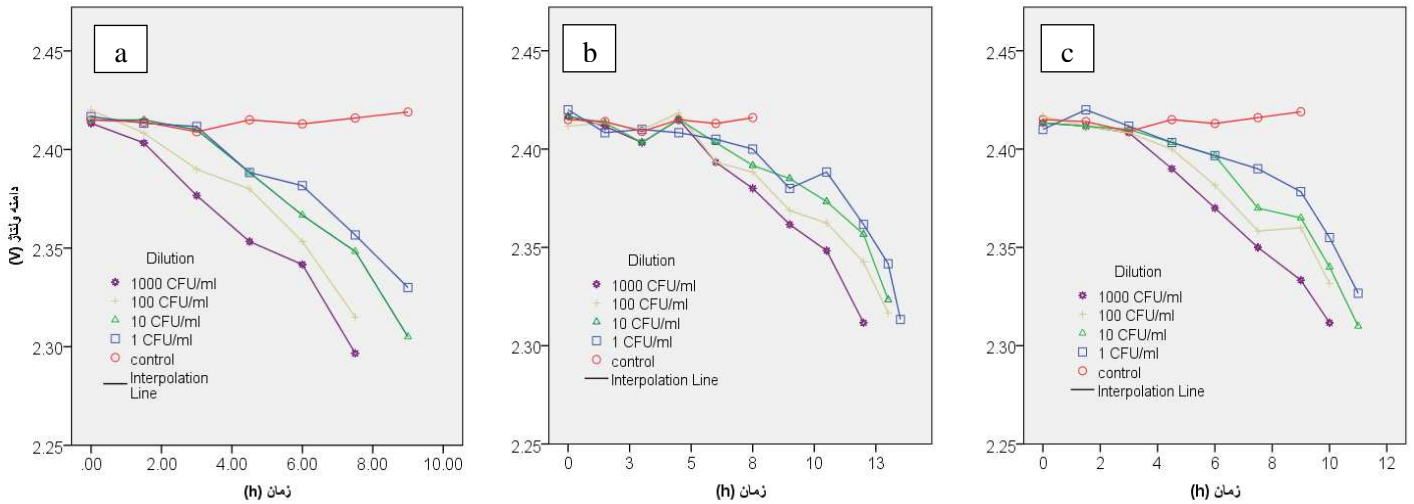 a
دامنه ولتاژ (V)
2.45
2.40
2.35
2.30
2.25
Dilution
1000 CFU/ml
100 CFU/ml
10 CFU/ml
1 CFU/ml
control
Interpolation
Line
.00 2.00 4.00 6.00 8.00 10.00
زمان (h)
b
2.45
2.40
2.35
2.30
2.25
Dilution
1000 CFU/ml
100 CFU/ml
10 CFU/ml
1 CFU/ml
control
Interpolation Line
0 3 5 8 10 13
زمان (h)
c
2.45
2.40
2.35
2.30
2.25
Dilution
1000 CFU/ml
100 CFU/ml
10 CFU/ml
1 CFU/ml
control
Interpolation Line
0 2 4 6 8 10 12
زمان (h)